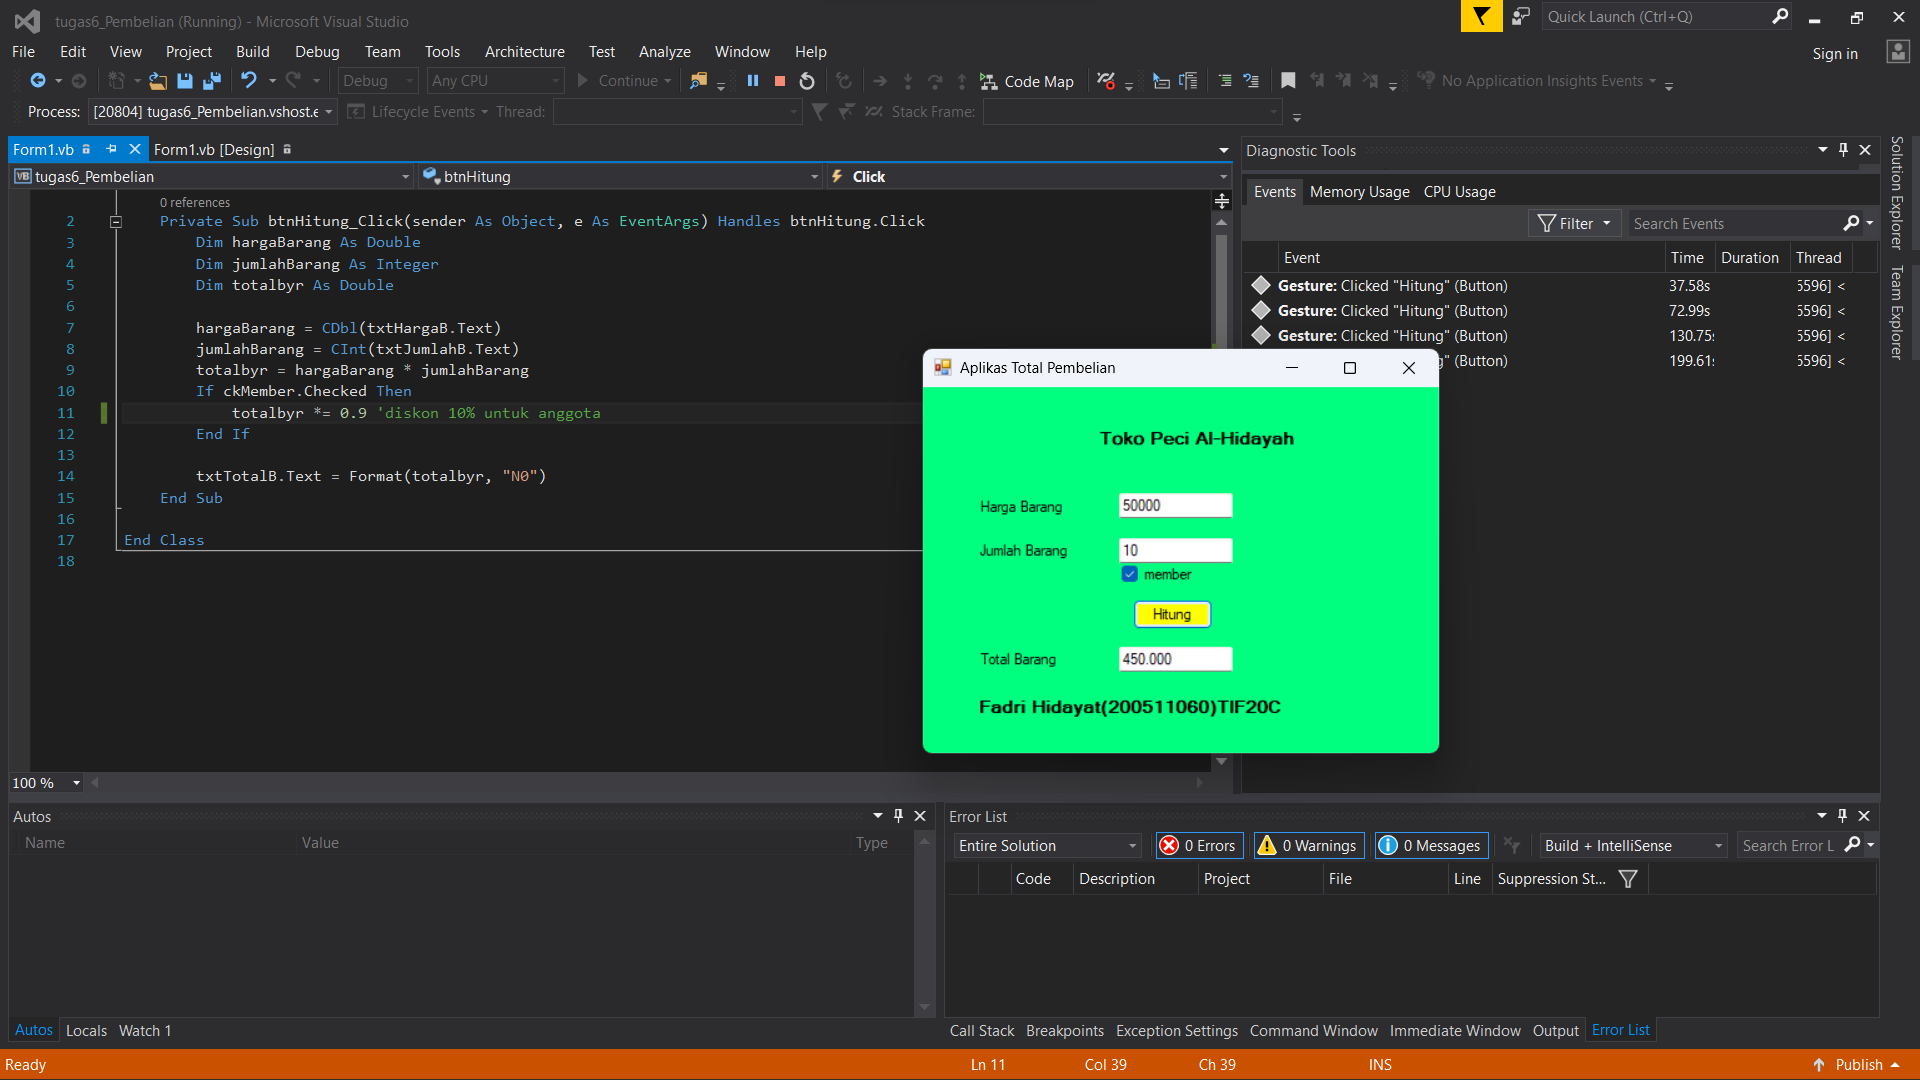 tugas6_Pembelian (Running) - Microsoft Visual Studio
Quick Launch (Ctrl+Q)
File Edit View Project Build Debug Team Tools Architecture Test Analyze Window Help
Sign in
Debug Any CPU Continue Code Map No Application Insights Events
Process: [20804] tugas6_Pembelian.vshost.e Lifecycle Events Thread: Stack Frame:
Form1.vb Form1.vb [Design]
VB tugas6_Pembelian btnHitung Click
0 references
2 Private Sub btnHitung_Click(sender As Object, e As EventArgs) Handles btnHitung.Click
3 Dim hargaBarang As Double
4 Dim jumlahBarang As Integer
5 Dim totalbyr As Double
6
7 hargaBarang = CDbl(txtHargaB.Text)
8 jumlahBarang = CInt(txtJumlahB.Text)
9 totalbyr = hargaBarang * jumlahBarang
10 If ckMember.Checked Then
11 totalbyr *= 0.9 'diskon 10% untuk anggota
12 End If
13
14 txtTotalB.Text = Format(totalbyr, "N0")
15 End Sub
16
17 End Class
18
100 %
Diagnostic Tools
Events Memory Usage CPU Usage
Filter Search Events
Event Time Duration Thread
Gesture: Clicked "Hitung" (Button) 37.58s 5596] <
Gesture: Clicked "Hitung" (Button) 72.99s 5596] <
Gesture: Clicked "Hitung" (Button) 130.75s 5596] <
g" (Button) 199.61s 5596] <
Solution Explorer
Team Explorer
Aplikas Total Pembelian
Toko Peci Al-Hidayah
Harga Barang 50000
Jumlah Barang 10
member
Hitung
Total Barang 450.000
Fadri Hidayat(200511060)TIF20C
Autos
Name Value Type
Autos Locals Watch 1
Error List
Entire Solution 0 Errors 0 Warnings 0 Messages Build + IntelliSense Search Error L
Code Description Project File Line Suppression St...
Call Stack Breakpoints Exception Settings Command Window Immediate Window Output Error List
Ready Ln 11 Col 39 Ch 39 INS Publish